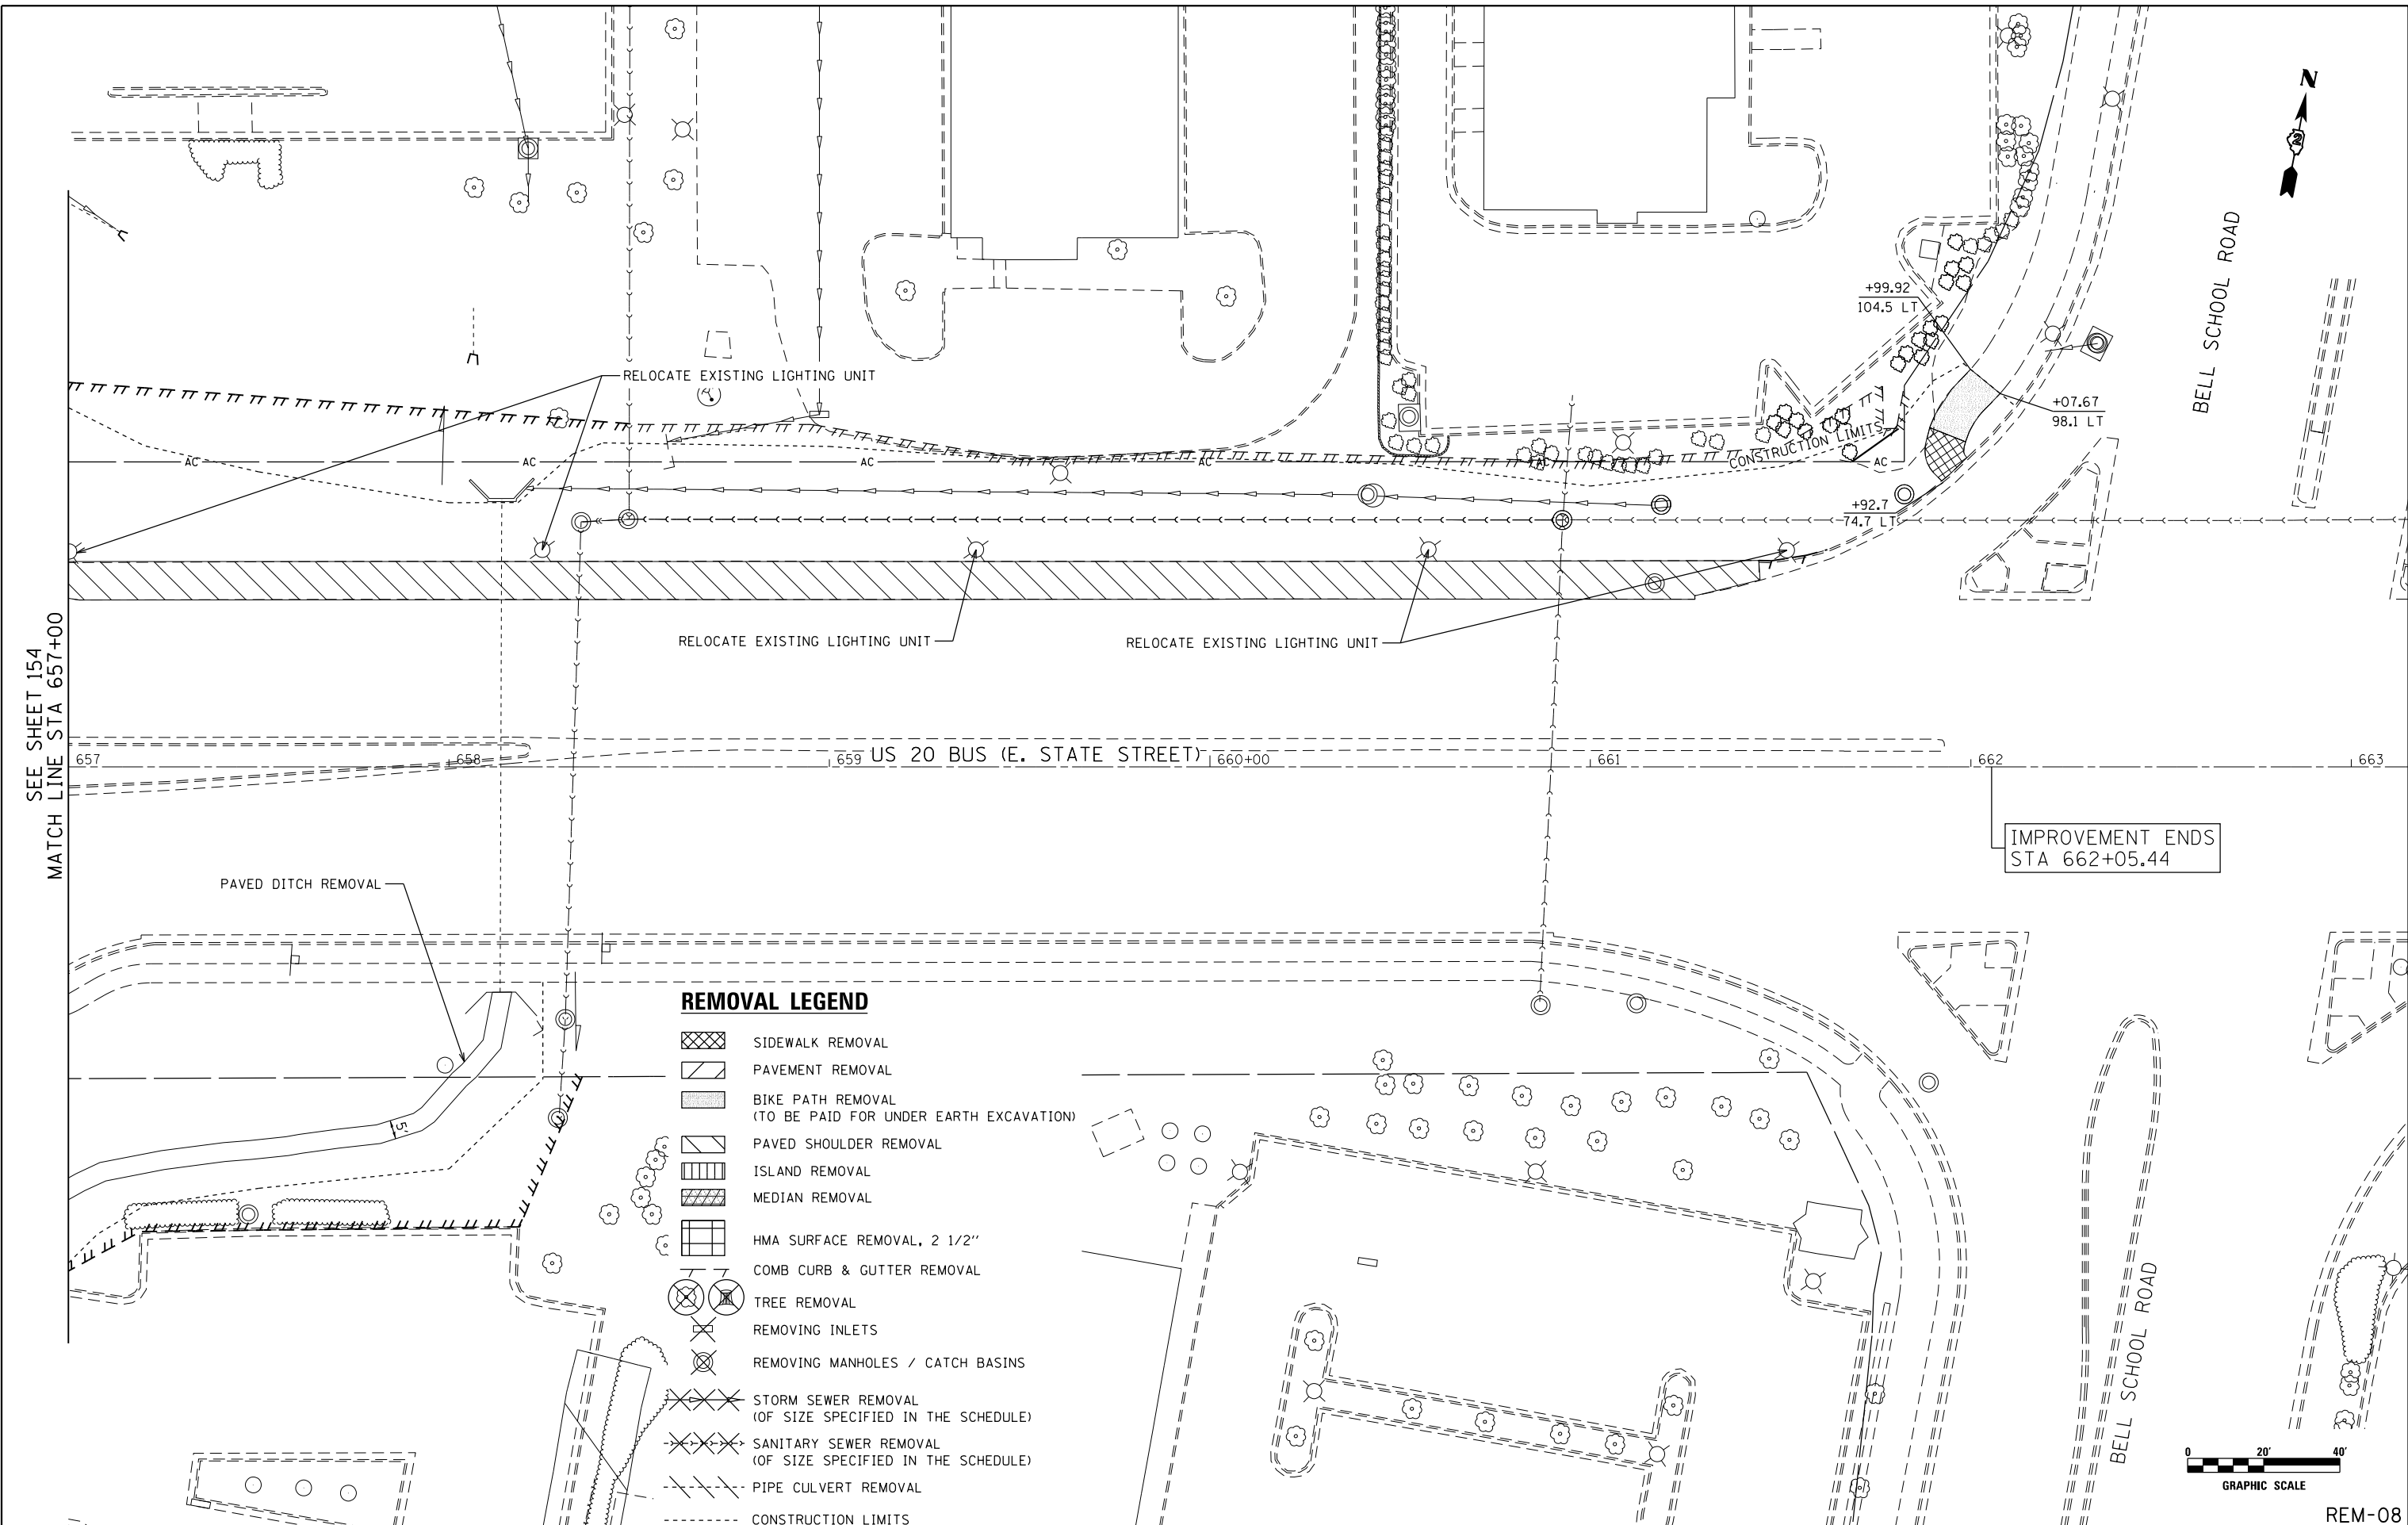 N
RELOCATE EXISTING LIGHTING UNIT
+99.92
104.5 LT
BELL SCHOOL ROAD
+07.67
98.1 LT
CONSTRUCTION LIMITS
AC
AC
AC
AC
AC
AC
+92.7
74.7 LT
RELOCATE EXISTING LIGHTING UNIT
RELOCATE EXISTING LIGHTING UNIT
SEE SHEET 154
MATCH LINE STA 657+00
657
658
659
US 20 BUS (E. STATE STREET)
660+00
661
662
663
IMPROVEMENT ENDS
STA 662+05.44
PAVED DITCH REMOVAL
5'
REMOVAL LEGEND
SIDEWALK REMOVAL
PAVEMENT REMOVAL
BIKE PATH REMOVAL
(TO BE PAID FOR UNDER EARTH EXCAVATION)
PAVED SHOULDER REMOVAL
ISLAND REMOVAL
MEDIAN REMOVAL
HMA SURFACE REMOVAL, 2 1/2"
COMB CURB & GUTTER REMOVAL
TREE REMOVAL
REMOVING INLETS
REMOVING MANHOLES / CATCH BASINS
STORM SEWER REMOVAL
(OF SIZE SPECIFIED IN THE SCHEDULE)
SANITARY SEWER REMOVAL
(OF SIZE SPECIFIED IN THE SCHEDULE)
PIPE CULVERT REMOVAL
CONSTRUCTION LIMITS
BELL SCHOOL ROAD
0 20' 40'
GRAPHIC SCALE
REM-08